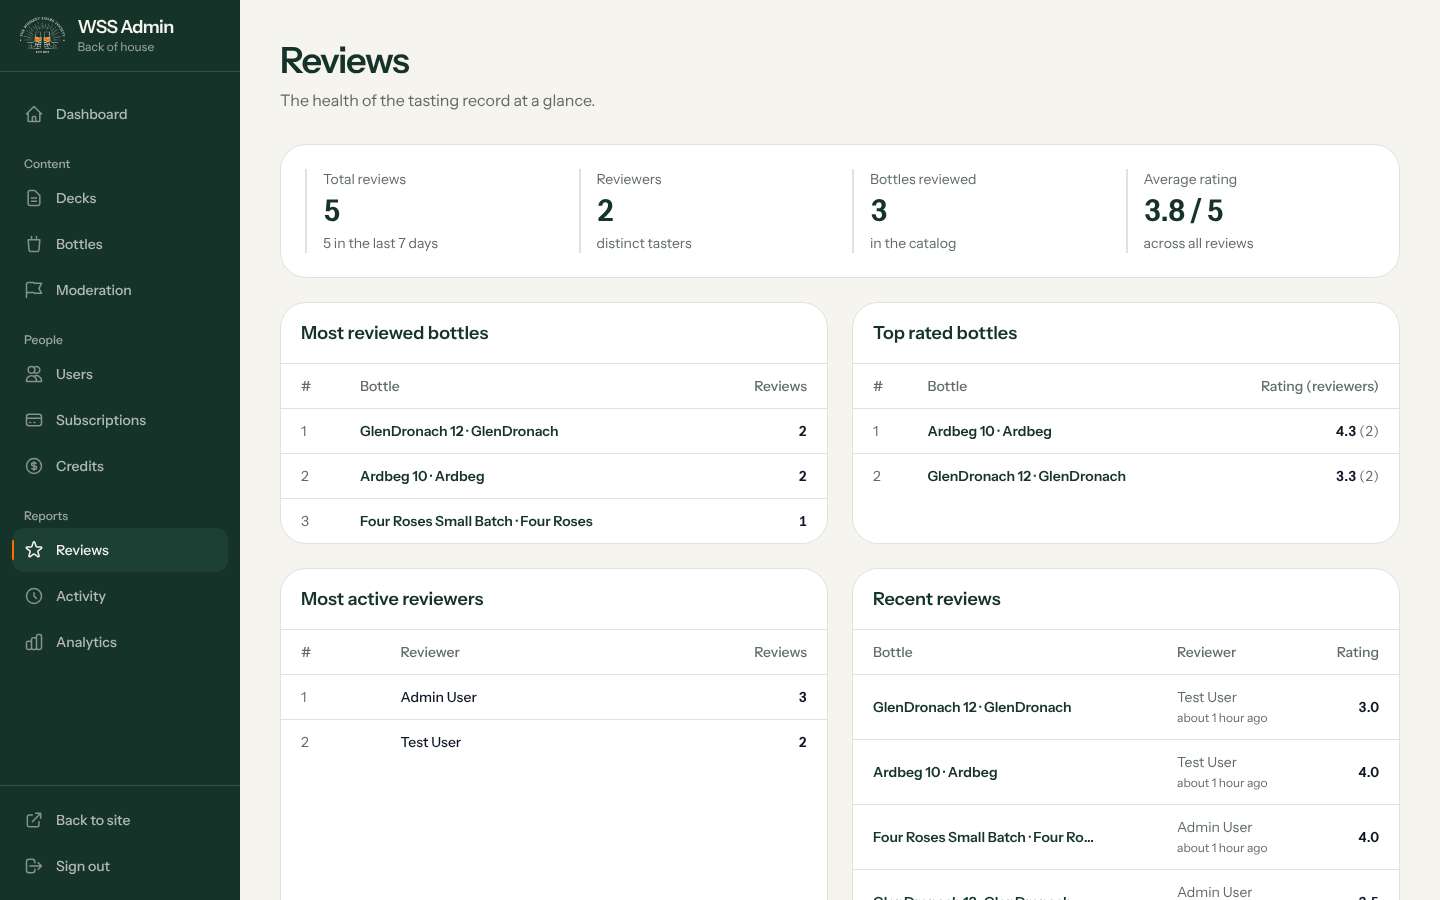 WSS Admin
Back of house
Dashboard
Content
Decks
Bottles
Moderation
People
Users
Subscriptions
Credits
Reports
Reviews
Activity
Analytics
Back to site
Sign out
Reviews
The health of the tasting record at a glance.
Total reviews
5
5 in the last 7 days
Reviewers
2
distinct tasters
Bottles reviewed
3
in the catalog
Average rating
3.8 / 5
across all reviews
Most reviewed bottles
# Bottle Reviews
1 GlenDronach 12 · GlenDronach 2
2 Ardbeg 10 · Ardbeg 2
3 Four Roses Small Batch · Four Roses 1
Top rated bottles
# Bottle Rating (reviewers)
1 Ardbeg 10 · Ardbeg 4.3 (2)
2 GlenDronach 12 · GlenDronach 3.3 (2)
Most active reviewers
# Reviewer Reviews
1 Admin User 3
2 Test User 2
Recent reviews
Bottle Reviewer Rating
GlenDronach 12 · GlenDronach Test User 3.0
about 1 hour ago
Ardbeg 10 · Ardbeg Test User 4.0
about 1 hour ago
Four Roses Small Batch · Four Ro... Admin User 4.0
about 1 hour ago
Admin User